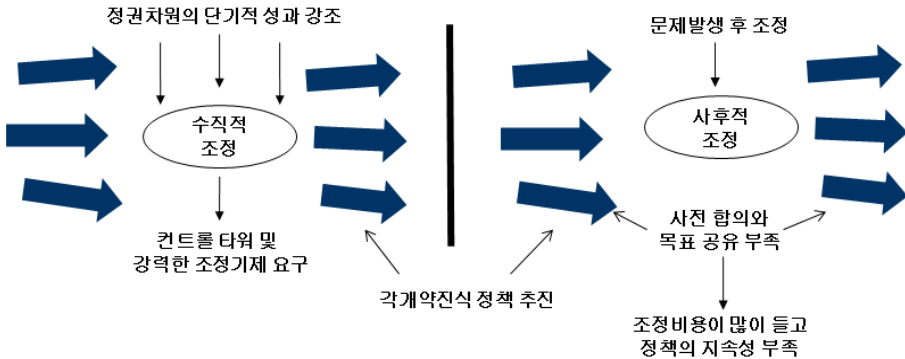 정권차원의 단기적 성과 강조
수직적
조정
컨트롤 타워 및
강력한 조정기제 요구
각개약진식 정책 추진
문제발생 후 조정
사후적
조정
사전 합의와
목표 공유 부족
조정비용이 많이 들고
정책의 지속성 부족